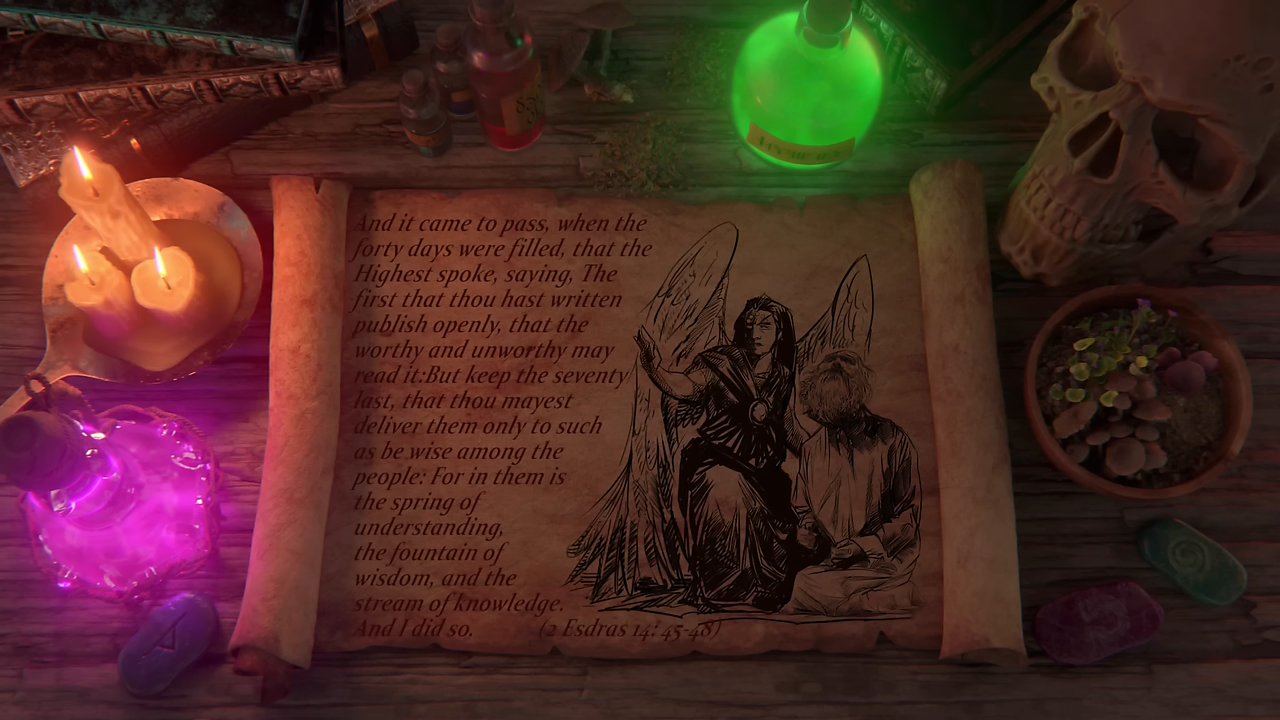 And it came to pass, when the
forty days were filled, that the
Highest spoke, saying, The
first that thou hast written
publish openly, that the
worthy and unworthy may
read it:But keep the seventy
last, that thou mayest
deliver them only to such
as be wise among the
people: For in them is
the spring of
understanding,
the fountain of
wisdom, and the
stream of knowledge.
And I did so. (2 Esdras 14: 45-48)